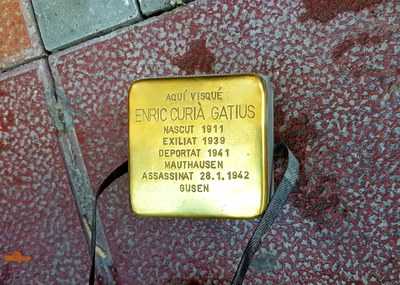 AQUÍ VISQUÉ
ENRIC CURIÀ GATIUS
NASCUT 1911
EXILIAT 1939
DEPORTAT 1941
MAUTHAUSEN
ASSASSINAT 28.1.1942
GUSEN